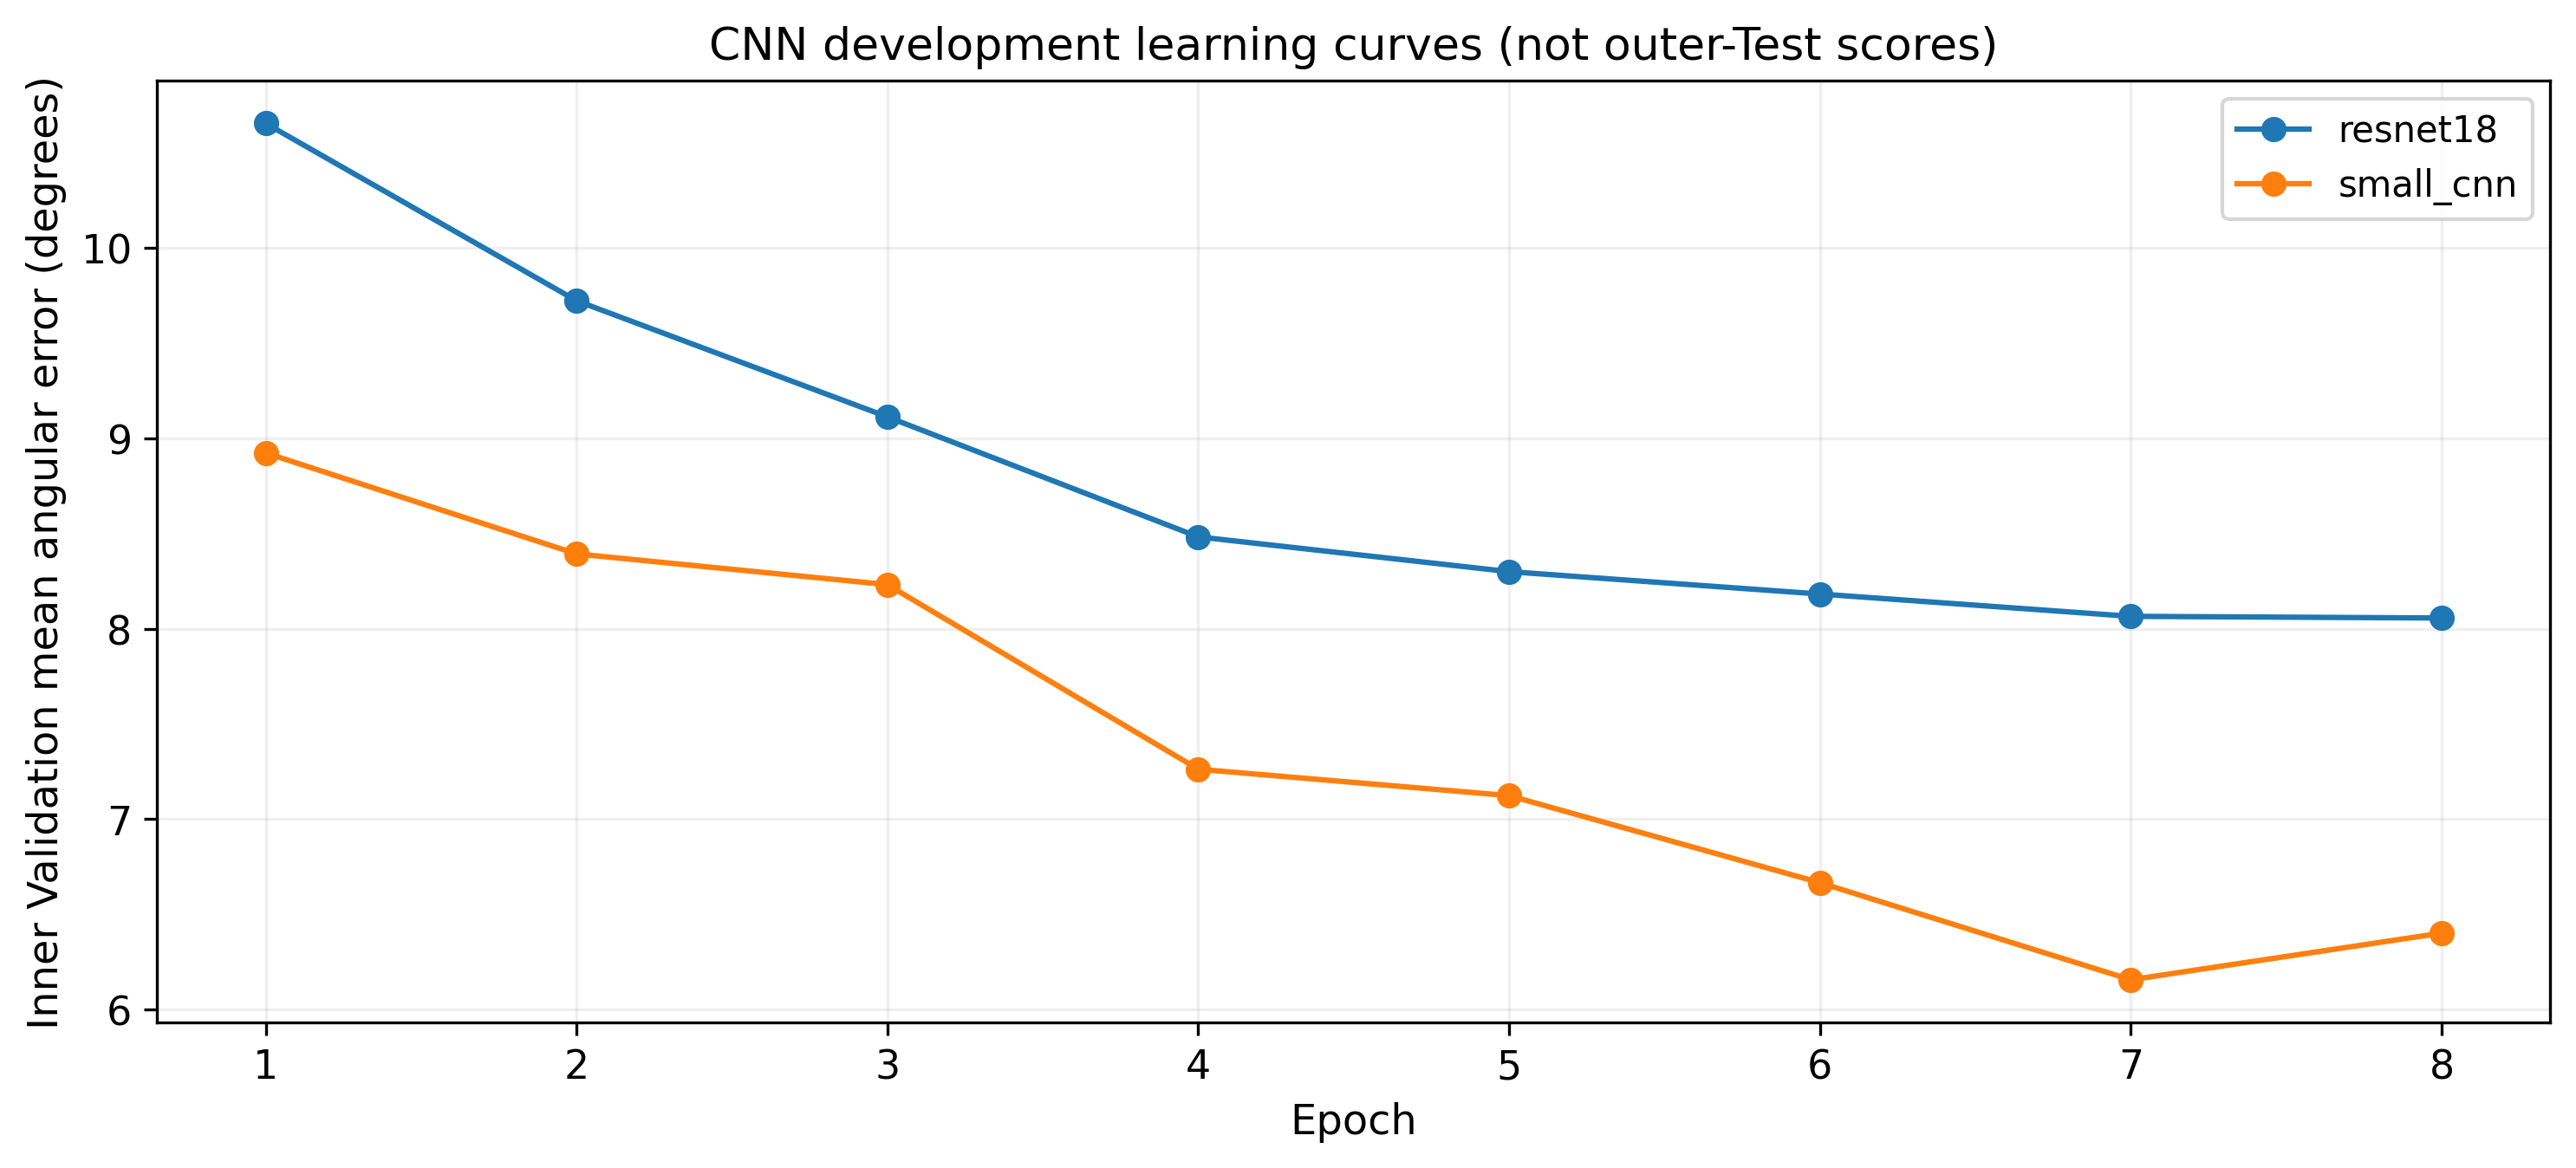 CNN development learning curves (not outer-Test scores)
resnet18
small_cnn
Inner Validation mean angular error (degrees)
10
9
8
7
6
1 2 3 4 5 6 7 8
Epoch